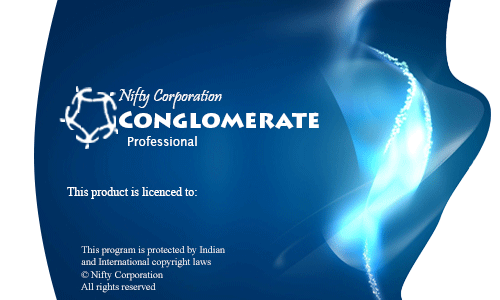 Nifty Corporation
CONGLOMERATE
Professional
This product is licenced to:
This program is protected by Indian
and International copyright laws
© Nifty Corporation
All rights reserved